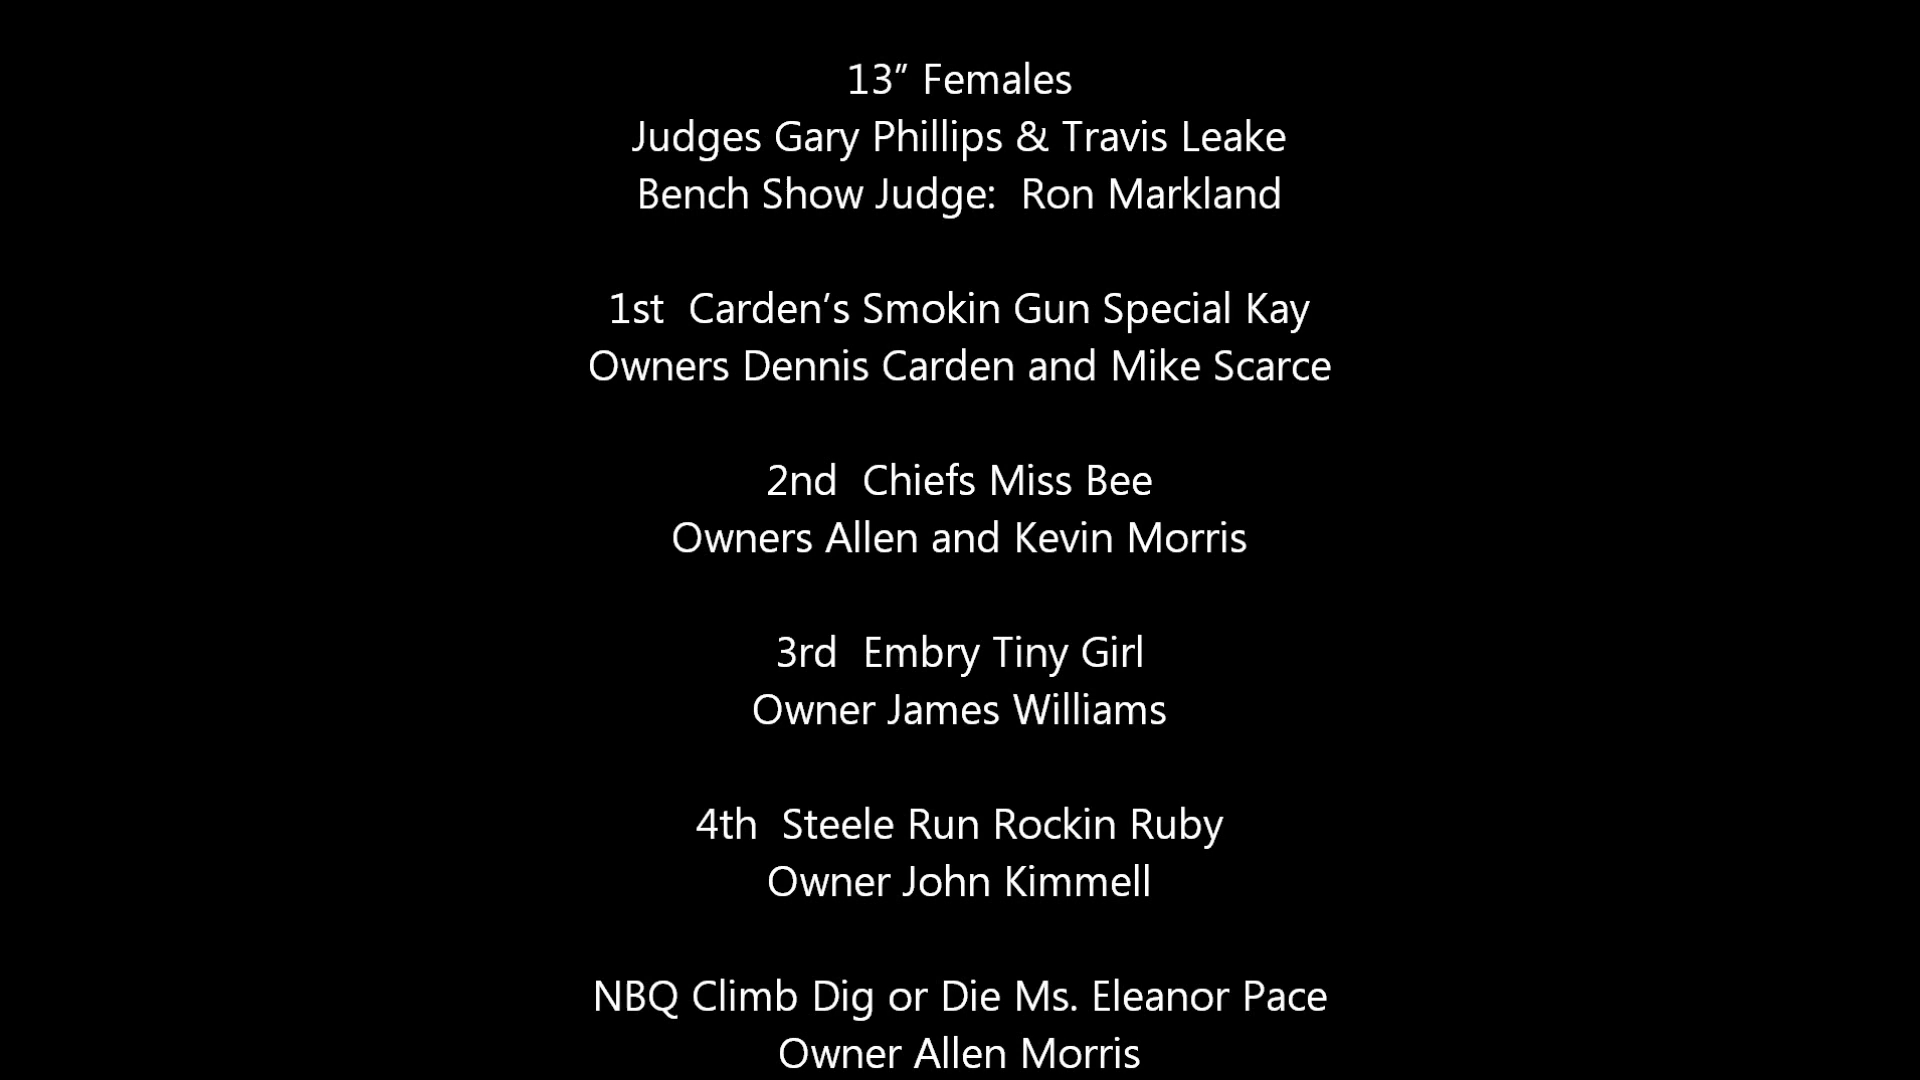 13” Females
Judges Gary Phillips & Travis Leake
Bench Show Judge:  Ron Markland
1st  Carden’s Smokin Gun Special Kay
Owners Dennis Carden and Mike Scarce
2nd  Chiefs Miss Bee
Owners Allen and Kevin Morris
3rd  Embry Tiny Girl
Owner James Williams
4th  Steele Run Rockin Ruby
Owner John Kimmell
NBQ Climb Dig or Die Ms. Eleanor Pace
Owner Allen Morris